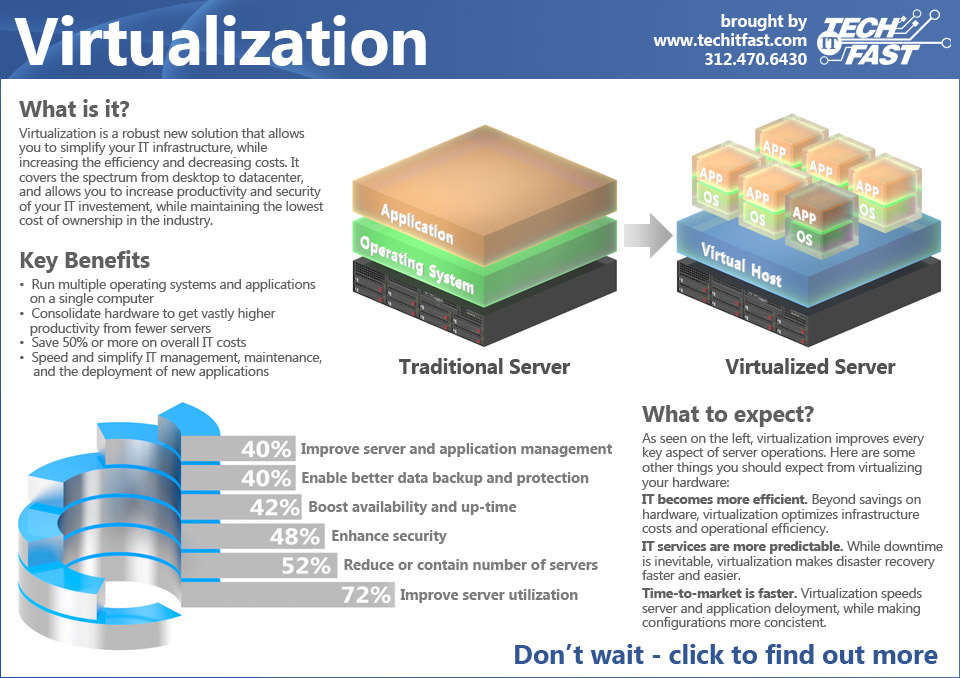 Virtualization
brought by
www.techitfast.com
312.470.6430
TECH
IT
FAST
What is it?
Virtualization is a robust new solution that allows
you to simplify your IT infrastructure, while
increasing the efficiency and decreasing costs. It
covers the spectrum from desktop to datacenter,
and allows you to increase productivity and security
of your IT investement, while maintaining the lowest
cost of ownership in the industry.
Key Benefits
• Run multiple operating systems and applications
on a single computer
• Consolidate hardware to get vastly higher
productivity from fewer servers
• Save 50% or more on overall IT costs
• Speed and simplify IT management, maintenance,
and the deployment of new applications
Application
Operating System
Traditional Server
APP
APP
APP
OS
APP
OS
APP
OS
APP
OS
Virtual Host
Virtualized Server
40% Improve server and application management
40% Enable better data backup and protection
42% Boost availability and up-time
48% Enhance security
52% Reduce or contain number of servers
72% Improve server utilization
What to expect?
As seen on the left, virtualization improves every
key aspect of server operations. Here are some
other things you should expect from virtualizing
your hardware:
IT becomes more efficient. Beyond savings on
hardware, virtualization optimizes infrastructure
costs and operational efficiency.
IT services are more predictable. While downtime
is inevitable, virtualization makes disaster recovery
faster and easier.
Time-to-market is faster. Virtualization speeds
server and application deloyment, while making
configurations more concistent.
Don't wait - click to find out more